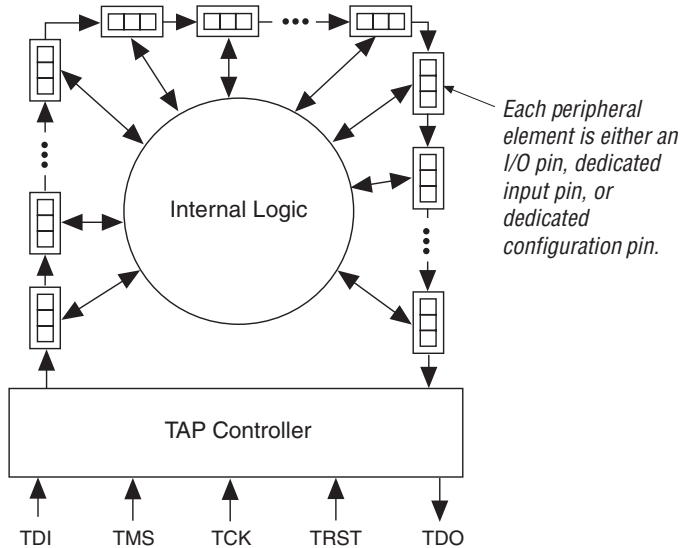 Each peripheral
element is either an
I/O pin, dedicated
input pin, or
dedicated
configuration pin.
Internal Logic
TAP Controller
TDI TMS TCK TRST TDO